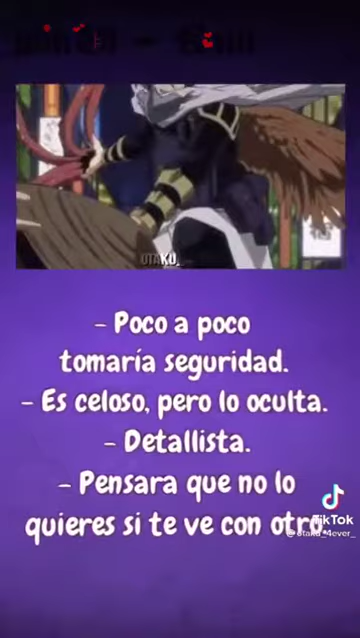 OTAKU_
- Poco a poco
tomaría seguridad.
- Es celoso, pero lo oculta.
- Detallista.
- Pensara que no lo
quieres si te ve con otro.
TikTok
@otaku_4ever_